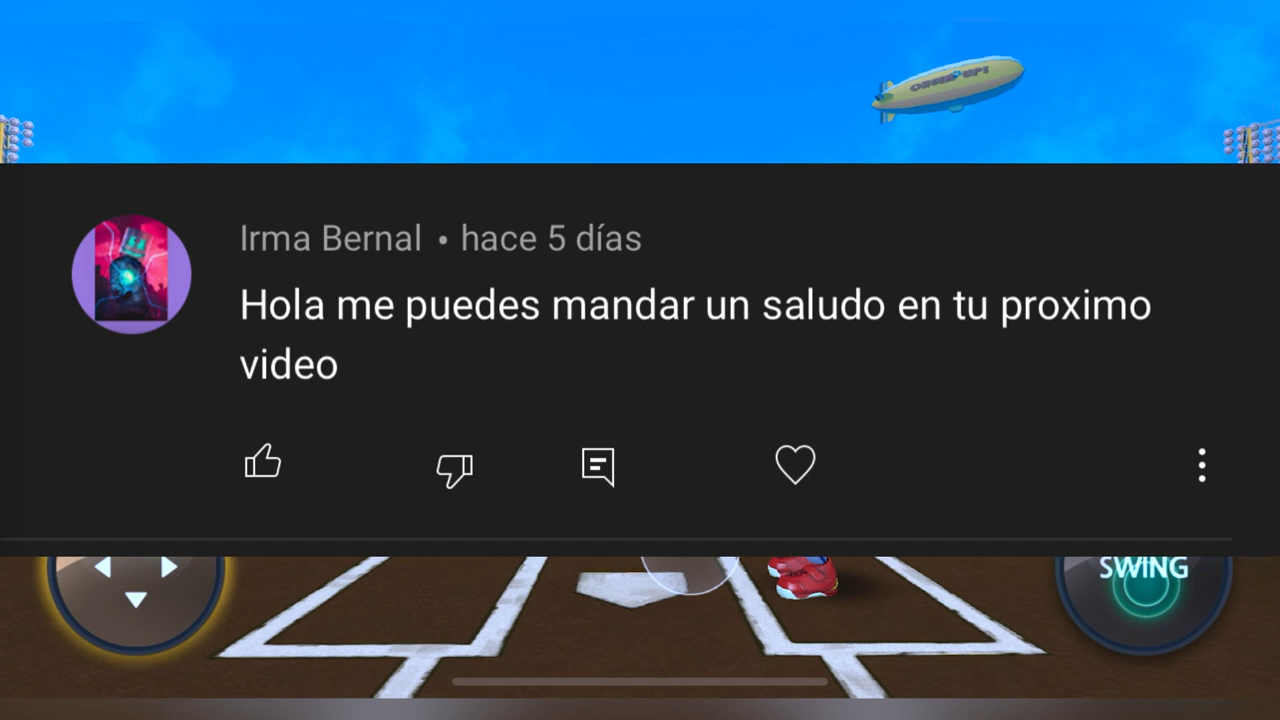 Irma Bernal • hace 5 días
Hola me puedes mandar un saludo en tu proximo
video
SWING